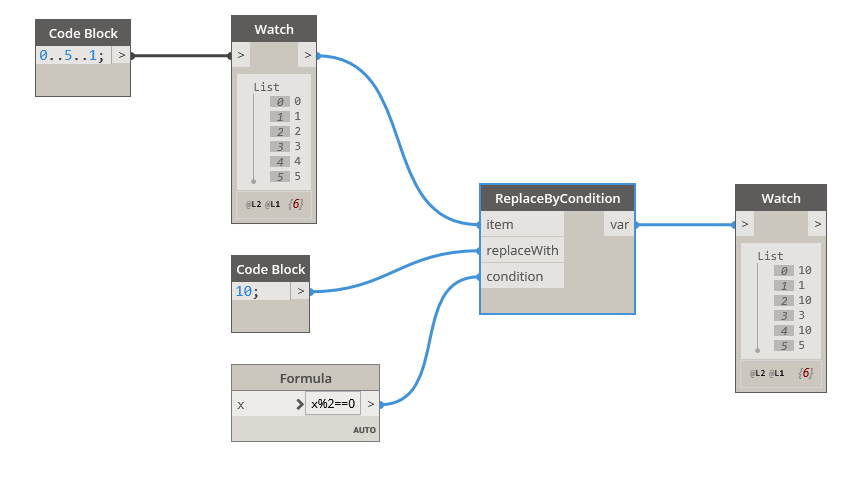 Code Block
0..5..1; >
Watch
> >
List
0 0
1 1
2 2
3 3
4 4
5 5
@L2 @L1 {6}
Code Block
10; >
Formula
x x%2==0 >
AUTO
ReplaceByCondition
item var
replaceWith
condition
Watch
> >
List
0 10
1 1
2 10
3 3
4 10
5 5
@L2 @L1 {6}